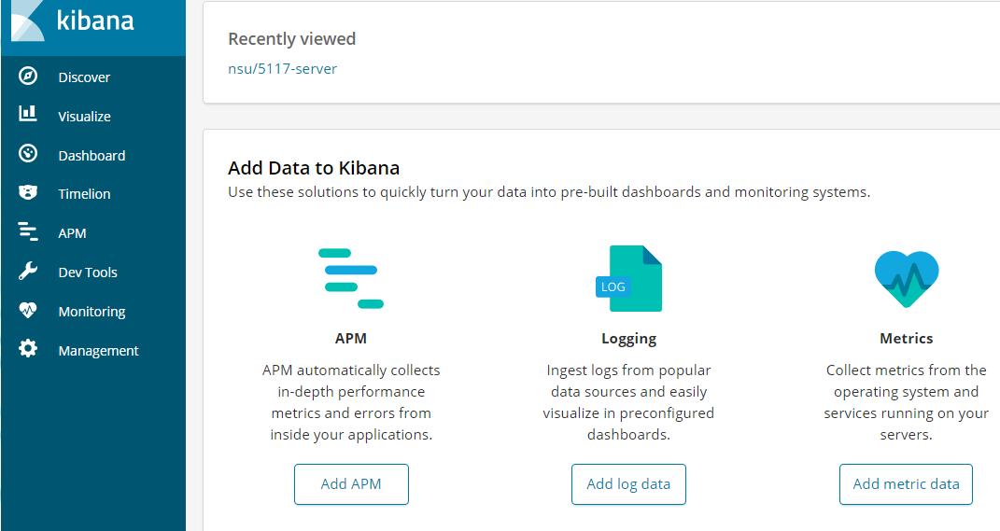 kibana
Discover
Visualize
Dashboard
Timelion
APM
Dev Tools
Monitoring
Management
Recently viewed
nsu/5117-server
Add Data to Kibana
Use these solutions to quickly turn your data into pre-built dashboards and monitoring systems.
APM
APM automatically collects
in-depth performance
metrics and errors from
inside your applications.
Add APM
LOG
Logging
Ingest logs from popular
data sources and easily
visualize in preconfigured
dashboards.
Add log data
Metrics
Collect metrics from the
operating system and
services running on your
servers.
Add metric data